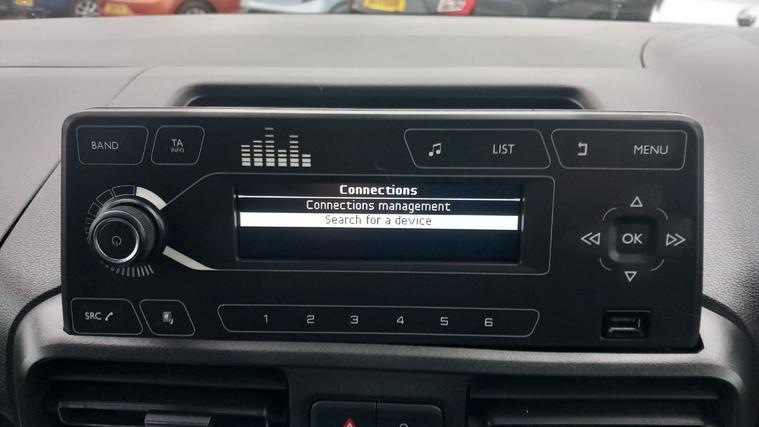 BAND
TA
INFO
LIST
MENU
Connections
Connections management
Search for a device
OK
SRC
1 2 3 4 5 6